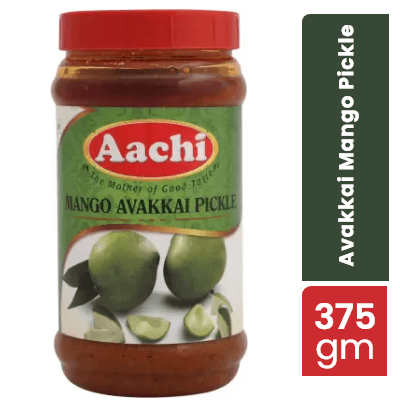 Aachi
The Mother of Good Taste
MANGO AVAKKAI PICKLE
Avakkai Mango Pickle
375
gm